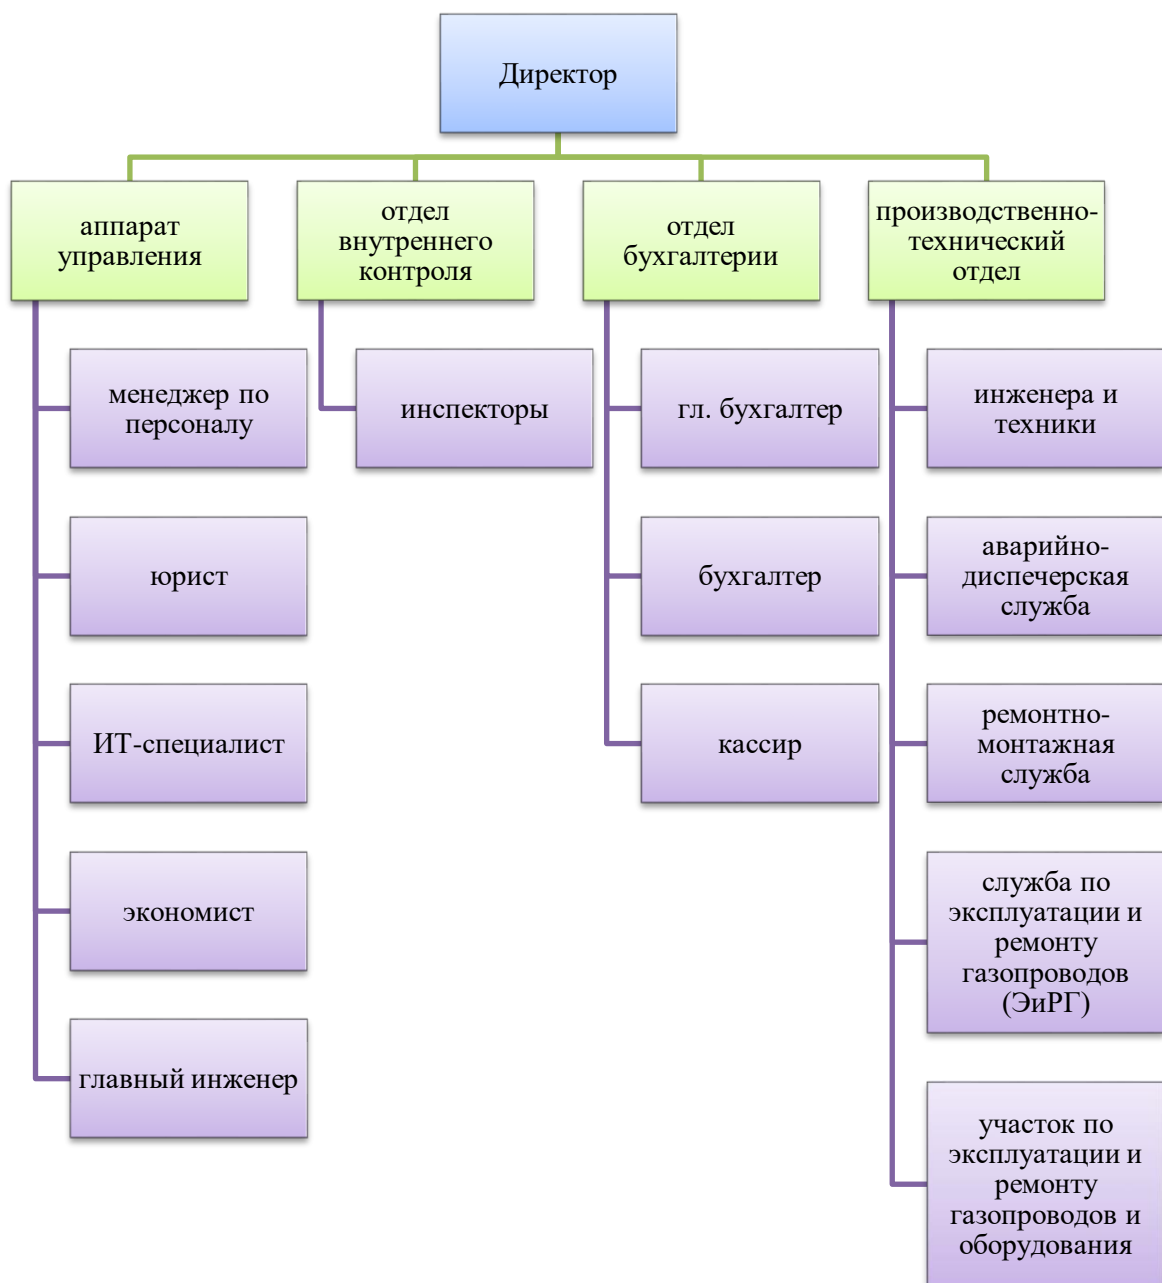 Директор
аппарат
управления
отдел
внутреннего
контроля
отдел
бухгалтерии
производственно-
технический
отдел
менеджер по
персоналу
юрист
ИТ-специалист
экономист
главный инженер
инспекторы
гл. бухгалтер
бухгалтер
кассир
инженера и
техники
аварийно-
диспечерская
служба
ремонтно-
монтажная
служба
служба по
эксплуатации и
ремонту
газопроводов
(ЭиРГ)
участок по
эксплуатации и
ремонту
газопроводов и
оборудования